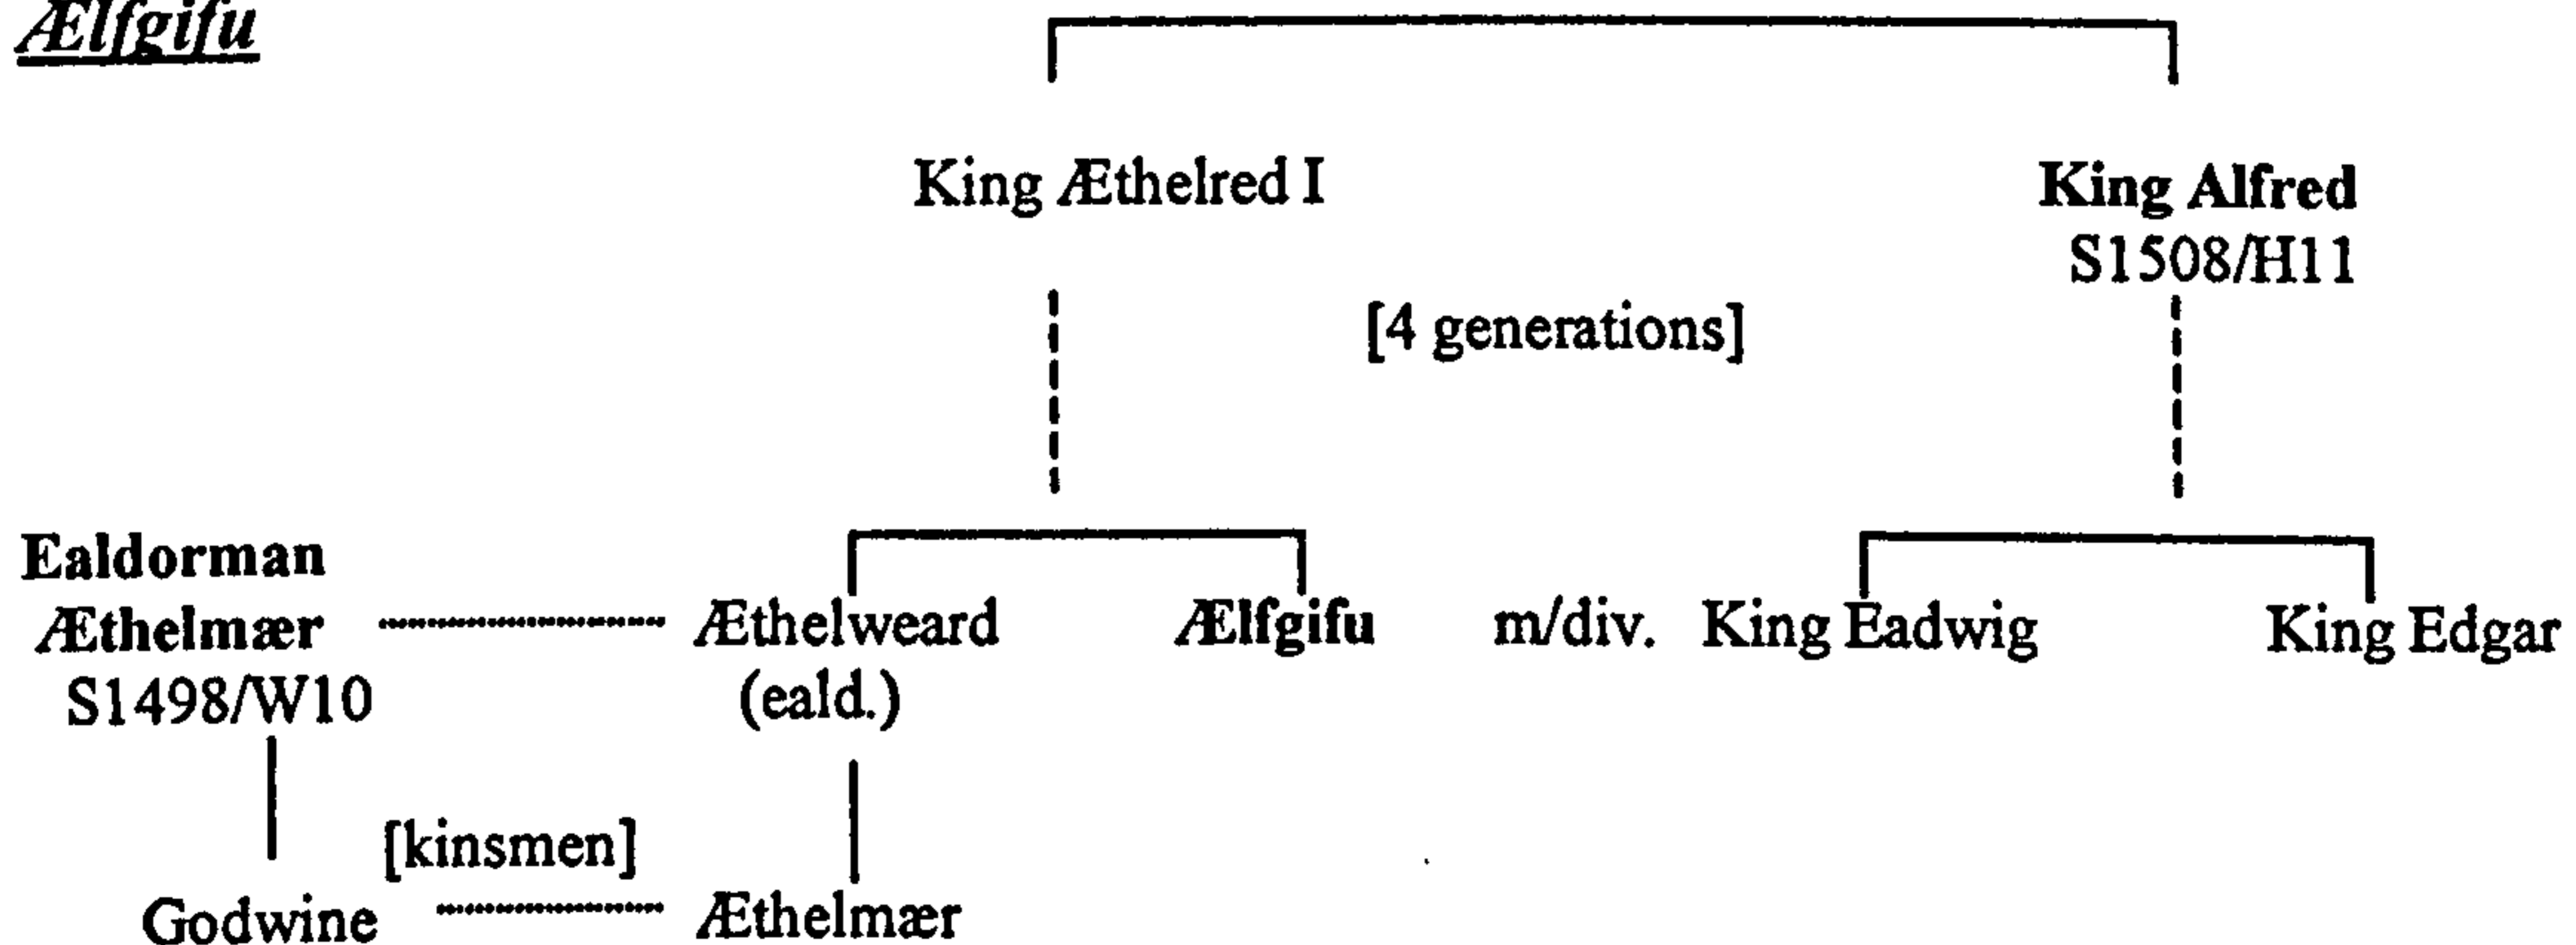 Ælfgifu
King Æthelred I
King Alfred
S1508/H11
[4 generations]
Ealdorman
Æthelmær
S1498/W10
Æthelweard
(eald.)
Ælfgifu
m/div.
King Eadwig
King Edgar
[kinsmen]
Godwine
Æthelmær